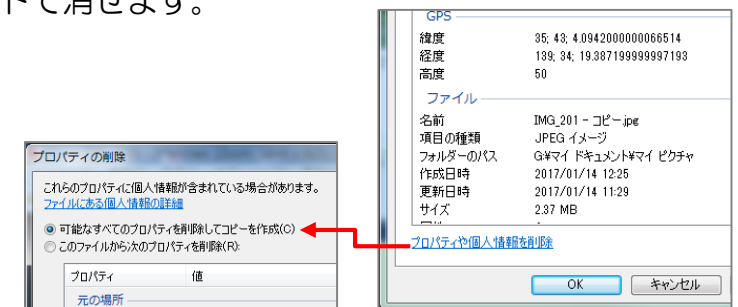 トで消せます。
GPS
緯度 35; 43; 4.0942000000066514
経度 139; 34; 19.387199999997193
高度 50
ファイル
名前 IMG_201 - コピー.jpg
項目の種類 JPEG イメージ
フォルダーのパス G:¥マイ ドキュメント¥マイ ピクチャ
作成日時 2017/01/14 12:25
更新日時 2017/01/14 11:29
サイズ 2.37 MB
プロパティや個人情報を削除
OK キャンセル
プロパティの削除
これらのプロパティに個人情報が含まれている場合があります。
ファイルにある個人情報の詳細
可能なすべてのプロパティを削除してコピーを作成(C)
このファイルから次のプロパティを削除(R):
プロパティ 値
元の場所